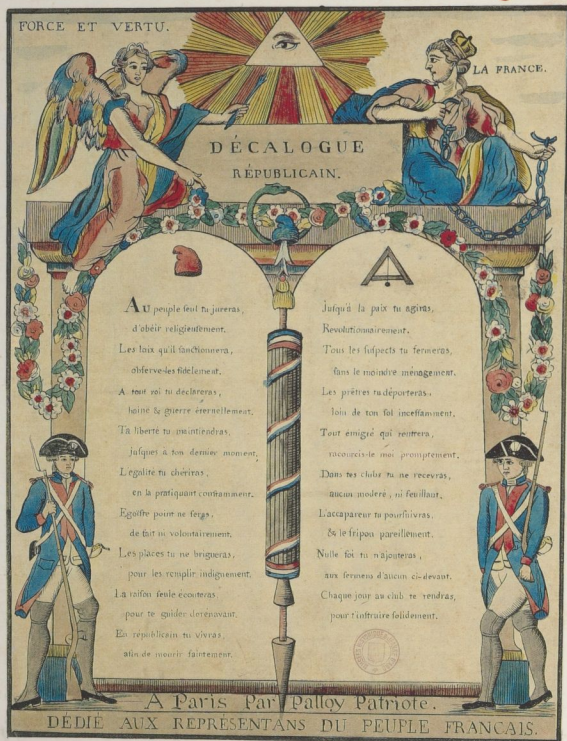 FORCE ET VERTU.
LA FRANCE.
DÉCALOGUE
RÉPUBLICAIN.
AU peuple seul tu jureras,
d'obéir religieusement.
Les loix qu'il sanctionnera,
observe-les fidelement.
A tout roi tu déclareras,
haine & guerre éternellement.
Ta liberté tu maintiendras,
jusques à ton dernier moment,
L'égalité tu chériras,
en la pratiquant constamment.
Egoïste point ne seras,
de fait ni volontairement.
Les places tu ne brigueras,
pour les remplir indignement.
La raison seule écouteras
pour te guider dorénavant.
En républicain tu vivras,
afin de mourir saintement.
Jusqu'à la paix tu agiras,
Revolutionnairement.
Tous les suspects tu fermeras,
sans le moindre ménagement.
Les prêtres tu déporteras,
loin de ton sol incessamment.
Tout émigré qui rentrera,
racourcis-le moi promptement.
Dans tes clubs tu ne recevras,
aucun modéré, ni feuillant.
L'accapareur tu poursuivras,
& le fripon pareillement.
Nulle foi tu n'ajouteras,
aux sermens d'aucun ci-devant.
Chaque jour au club te rendras,
pour t'instruire solidement.
A Paris Par Palloy Patriote.
DÉDIÉ AUX REPRÉSENTANS DU PEUPLE FRANCAIS.